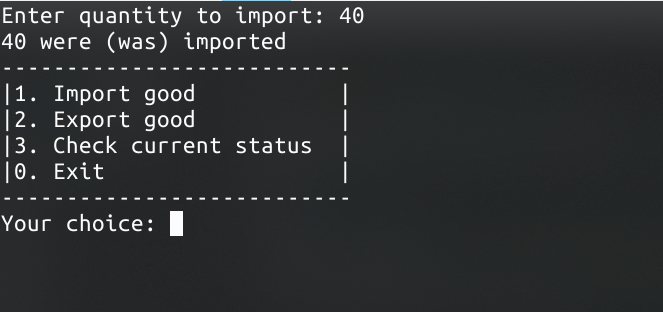 Enter quantity to import: 40
40 were (was) imported
---------------------------
|1. Import good           |
|2. Export good           |
|3. Check current status  |
|0. Exit                  |
---------------------------
Your choice: